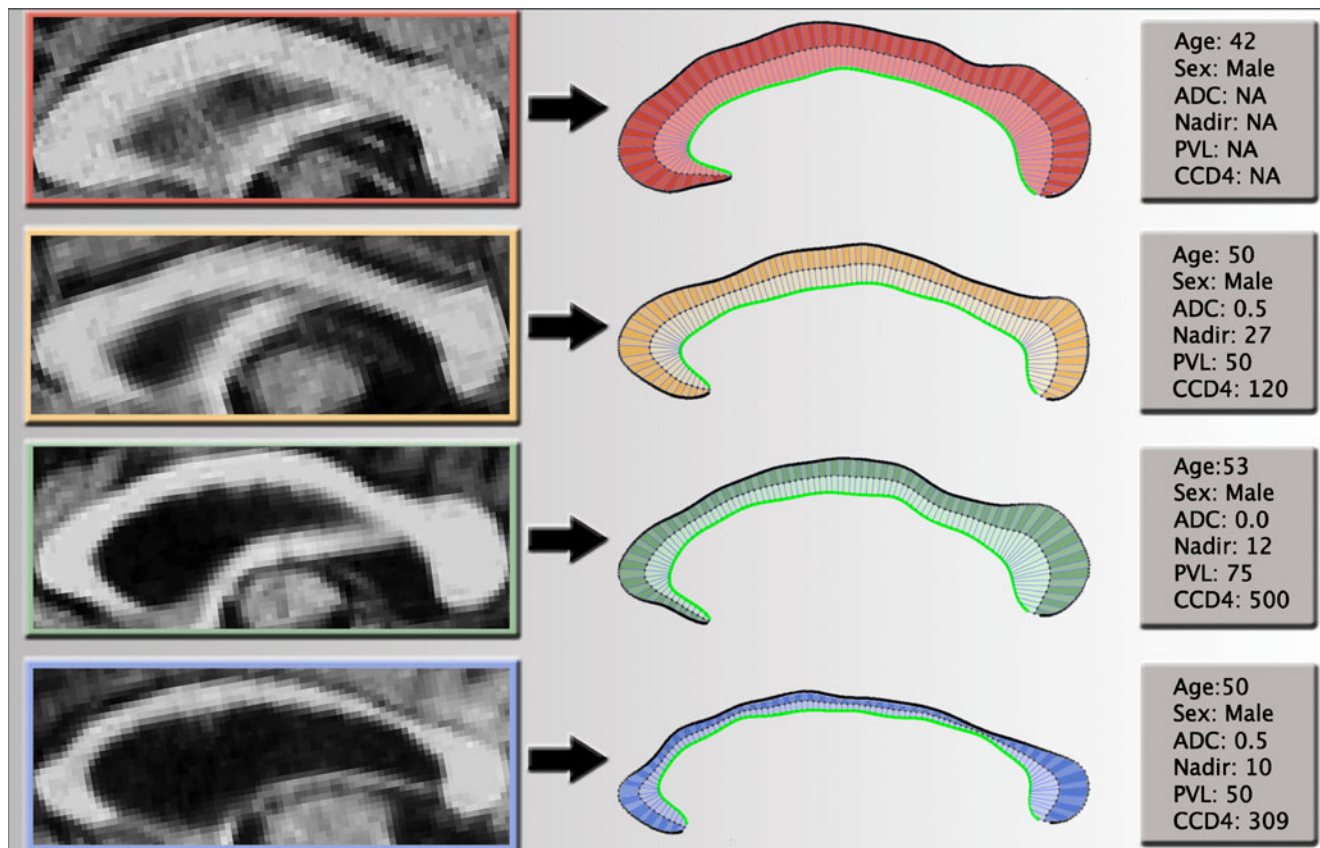 Age: 42
Sex: Male
ADC: NA
Nadir: NA
PVL: NA
CCD4: NA
Age: 50
Sex: Male
ADC: 0.5
Nadir: 27
PVL: 50
CCD4: 120
Age:53
Sex: Male
ADC: 0.0
Nadir: 12
PVL: 75
CCD4: 500
Age:50
Sex: Male
ADC: 0.5
Nadir: 10
PVL: 50
CCD4: 309